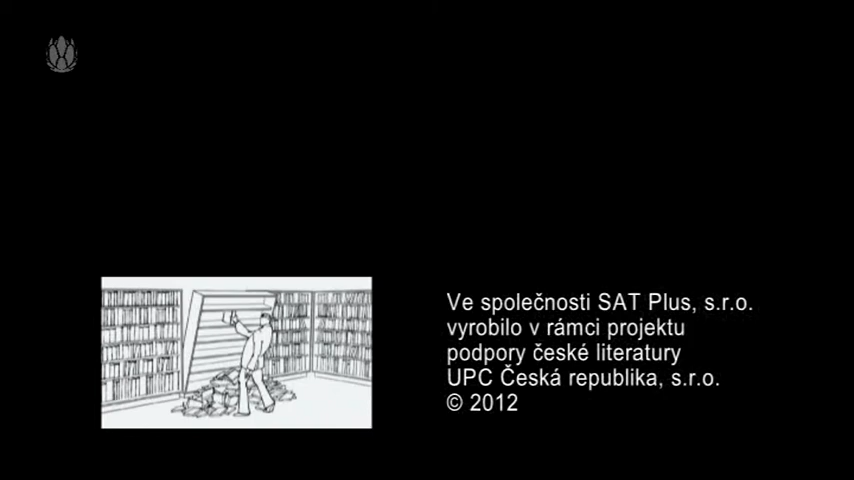 Ve společnosti SAT Plus, s.r.o.
vyrobilo v rámci projektu
podpory české literatury
UPC Česká republika, s.r.o.
© 2012